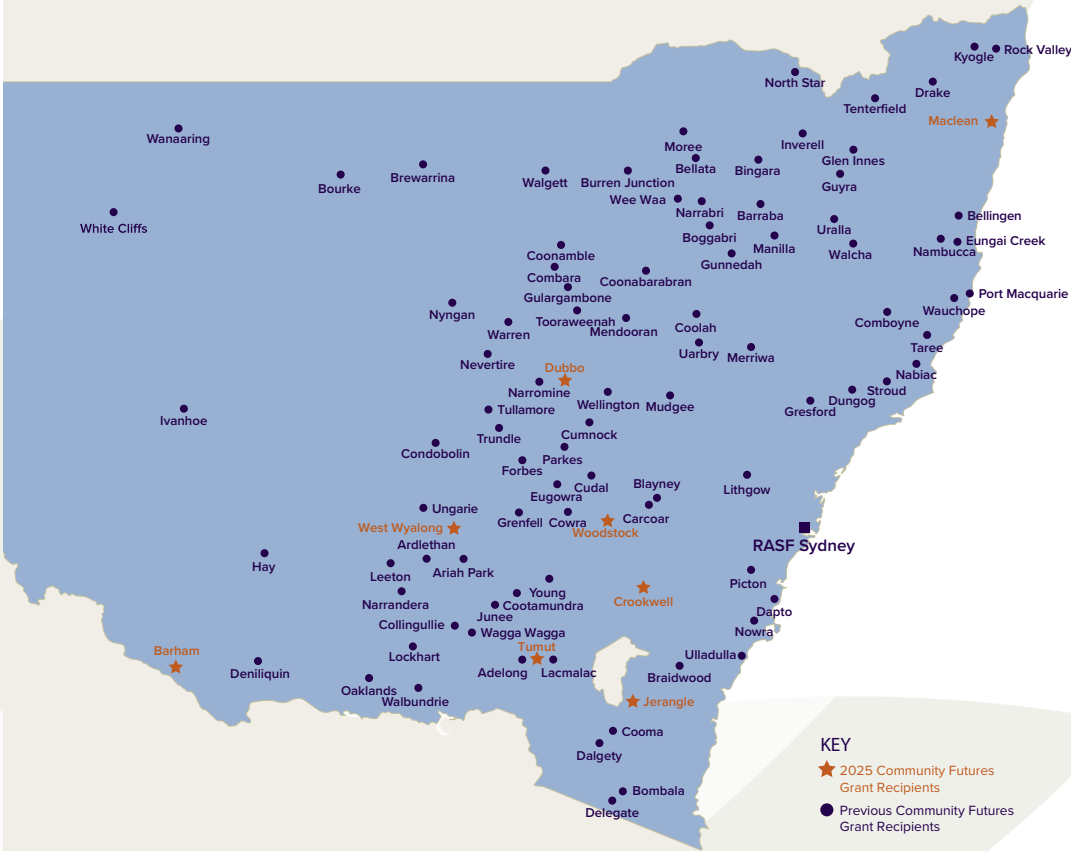 Kyogle
Rock Valley
North Star
Drake
Tenterfield
Maclean
Wanaaring
Moree
Inverell
Glen Innes
Bellata
Bingara
Brewarrina
Bourke
Walgett
Burren Junction
Guyra
Wee Waa
Narrabri
Barraba
Bellingen
White Cliffs
Uralla
Boggabri
Manilla
Eungai Creek
Nambucca
Walcha
Coonamble
Gunnedah
Combara
Coonabarabran
Gulargambone
Port Macquarie
Nyngan
Wauchope
Tooraweenah
Mendooran
Coolah
Comboyne
Warren
Taree
Uarbry
Merriwa
Nevertire
Dubbo
Nabiac
Narromine
Stroud
Wellington
Mudgee
Dungog
Gresford
Tullamore
Ivanhoe
Trundle
Cumnock
Condobolin
Parkes
Forbes
Cudal
Blayney
Lithgow
Eugowra
Ungarie
Grenfell
Cowra
Carcoar
West Wyalong
Woodstock
RASF Sydney
Ardlethan
Hay
Leeton
Ariah Park
Picton
Young
Crookwell
Narrandera
Cootamundra
Dapto
Junee
Collingullie
Wagga Wagga
Nowra
Tumut
Barham
Lockhart
Ulladulla
Deniliquin
Adelong
Lacmalac
Braidwood
Oaklands
Walbundrie
Jerangle
Cooma
Dalgety
Bombala
Delegate
KEY
2025 Community Futures
Grant Recipients
Previous Community Futures
Grant Recipients